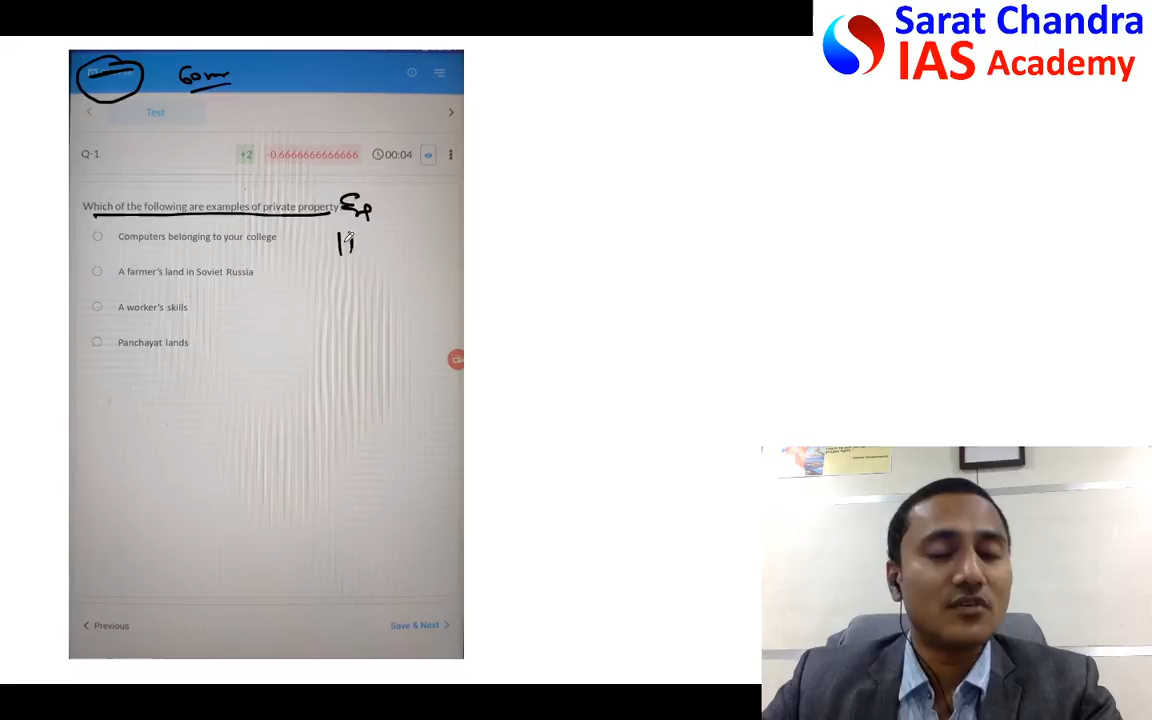 Sarat Chandra
IAS Academy
60m
Test
Q-1 +2 -0.6666666666666 00:04
Which of the following are examples of private property
Computers belonging to your college
A farmer's land in Soviet Russia
A worker's skills
Panchayat lands
Previous
Save & Next